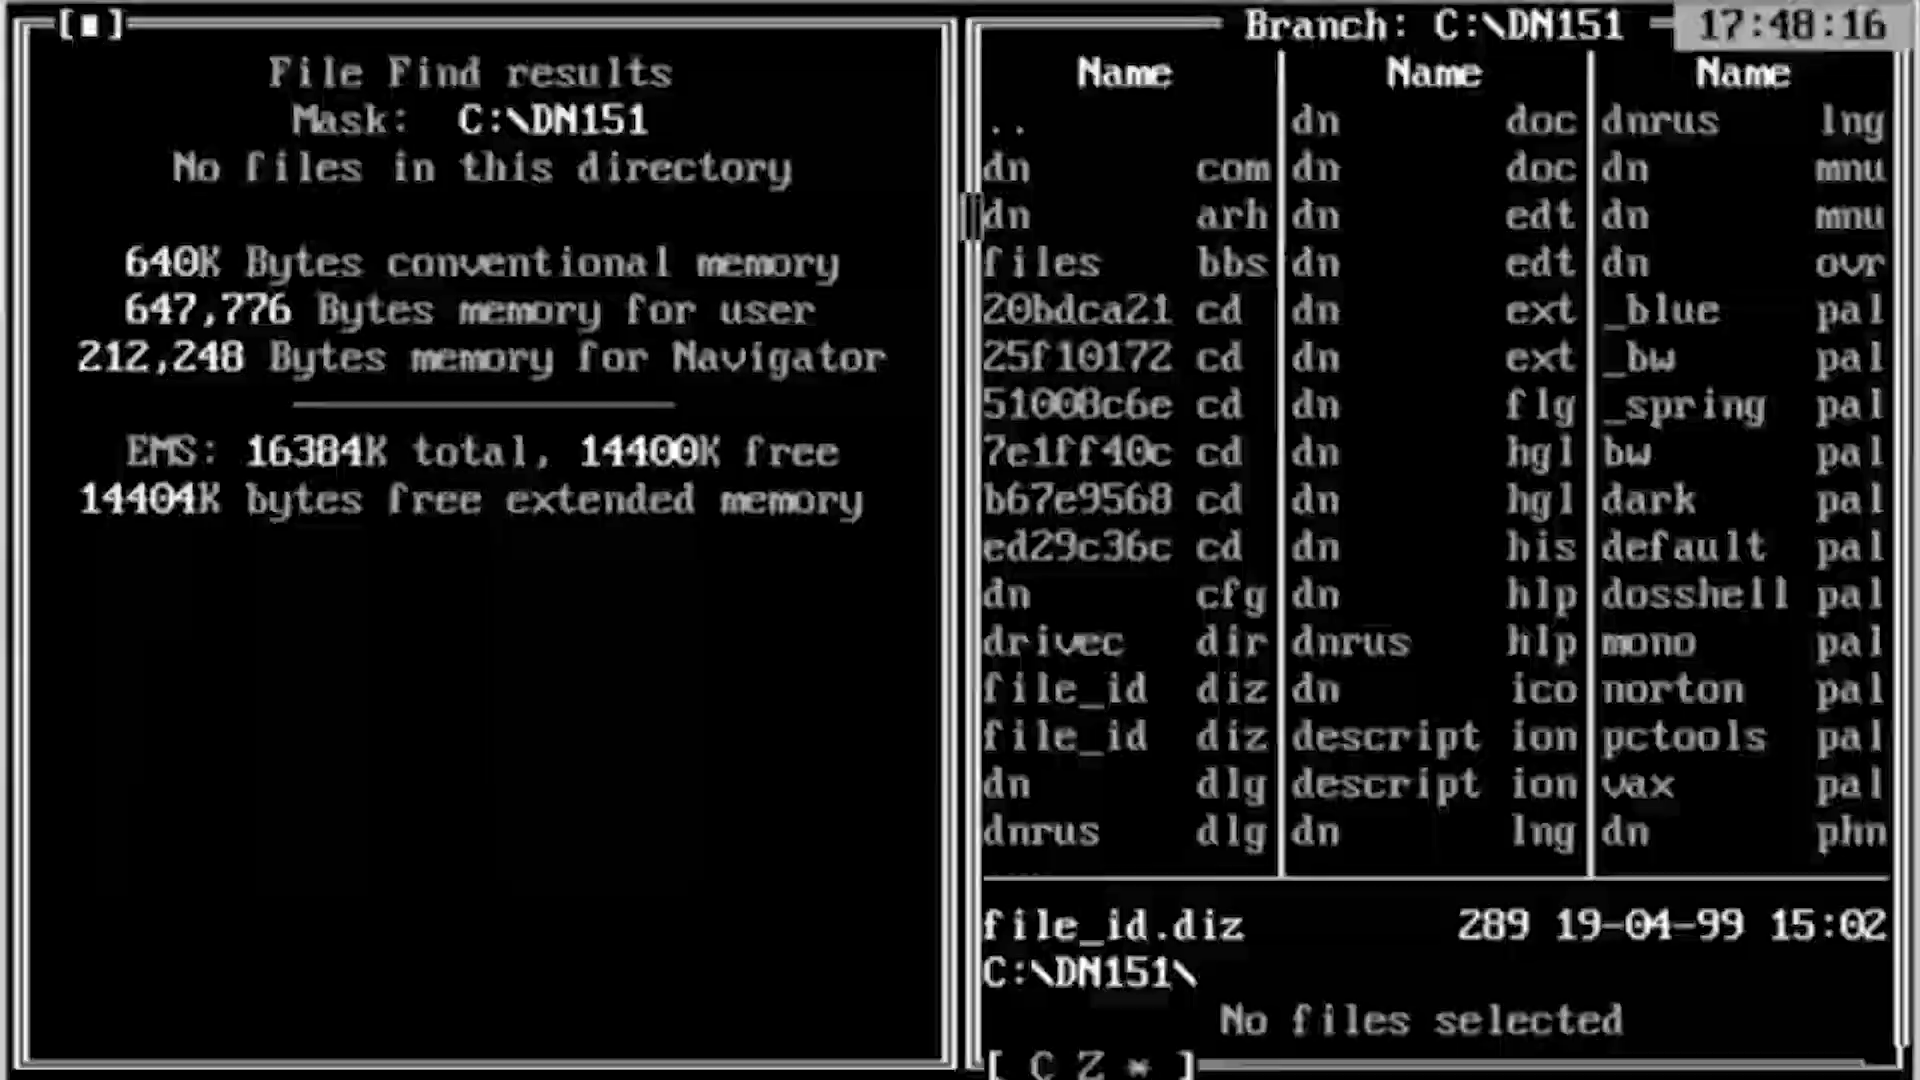 [■]
File Find results
Mask: C:\DN151
No files in this directory
640K Bytes conventional memory
647,776 Bytes memory for user
212,248 Bytes memory for Navigator
EMS: 16384K total, 14400K free
14404K bytes free extended memory
Branch: C:\DN151 17:48:16
Name Name Name
.. dn doc dnrus lng
dn com dn doc dn mnu
dn arh dn edt dn mnu
files bbs dn edt dn ovr
20bdca21 cd dn ext _blue pal
25f10172 cd dn ext _bw pal
51008c6e cd dn flg _spring pal
7e1ff40c cd dn hgl bw pal
b67e9568 cd dn hgl dark pal
ed29c36c cd dn his default pal
dn cfg dn hlp dosshell pal
drivec dir dnrus hlp mono pal
file_id diz dn ico norton pal
file_id diz descript ion pctools pal
dn dlg descript ion vax pal
dnrus dlg dn lng dn phn
file_id.diz 289 19-04-99 15:02
C:\DN151\
No files selected
[ C Z * ]